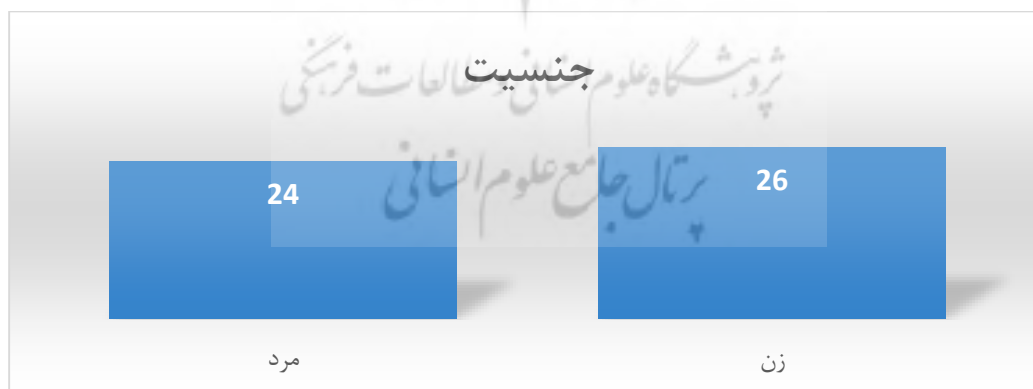 پژوهشگاه علوم انسانی و مطالعات فرهنگی
جنسیت
پرتال جامع علوم انسانی
26
24
زن
مرد